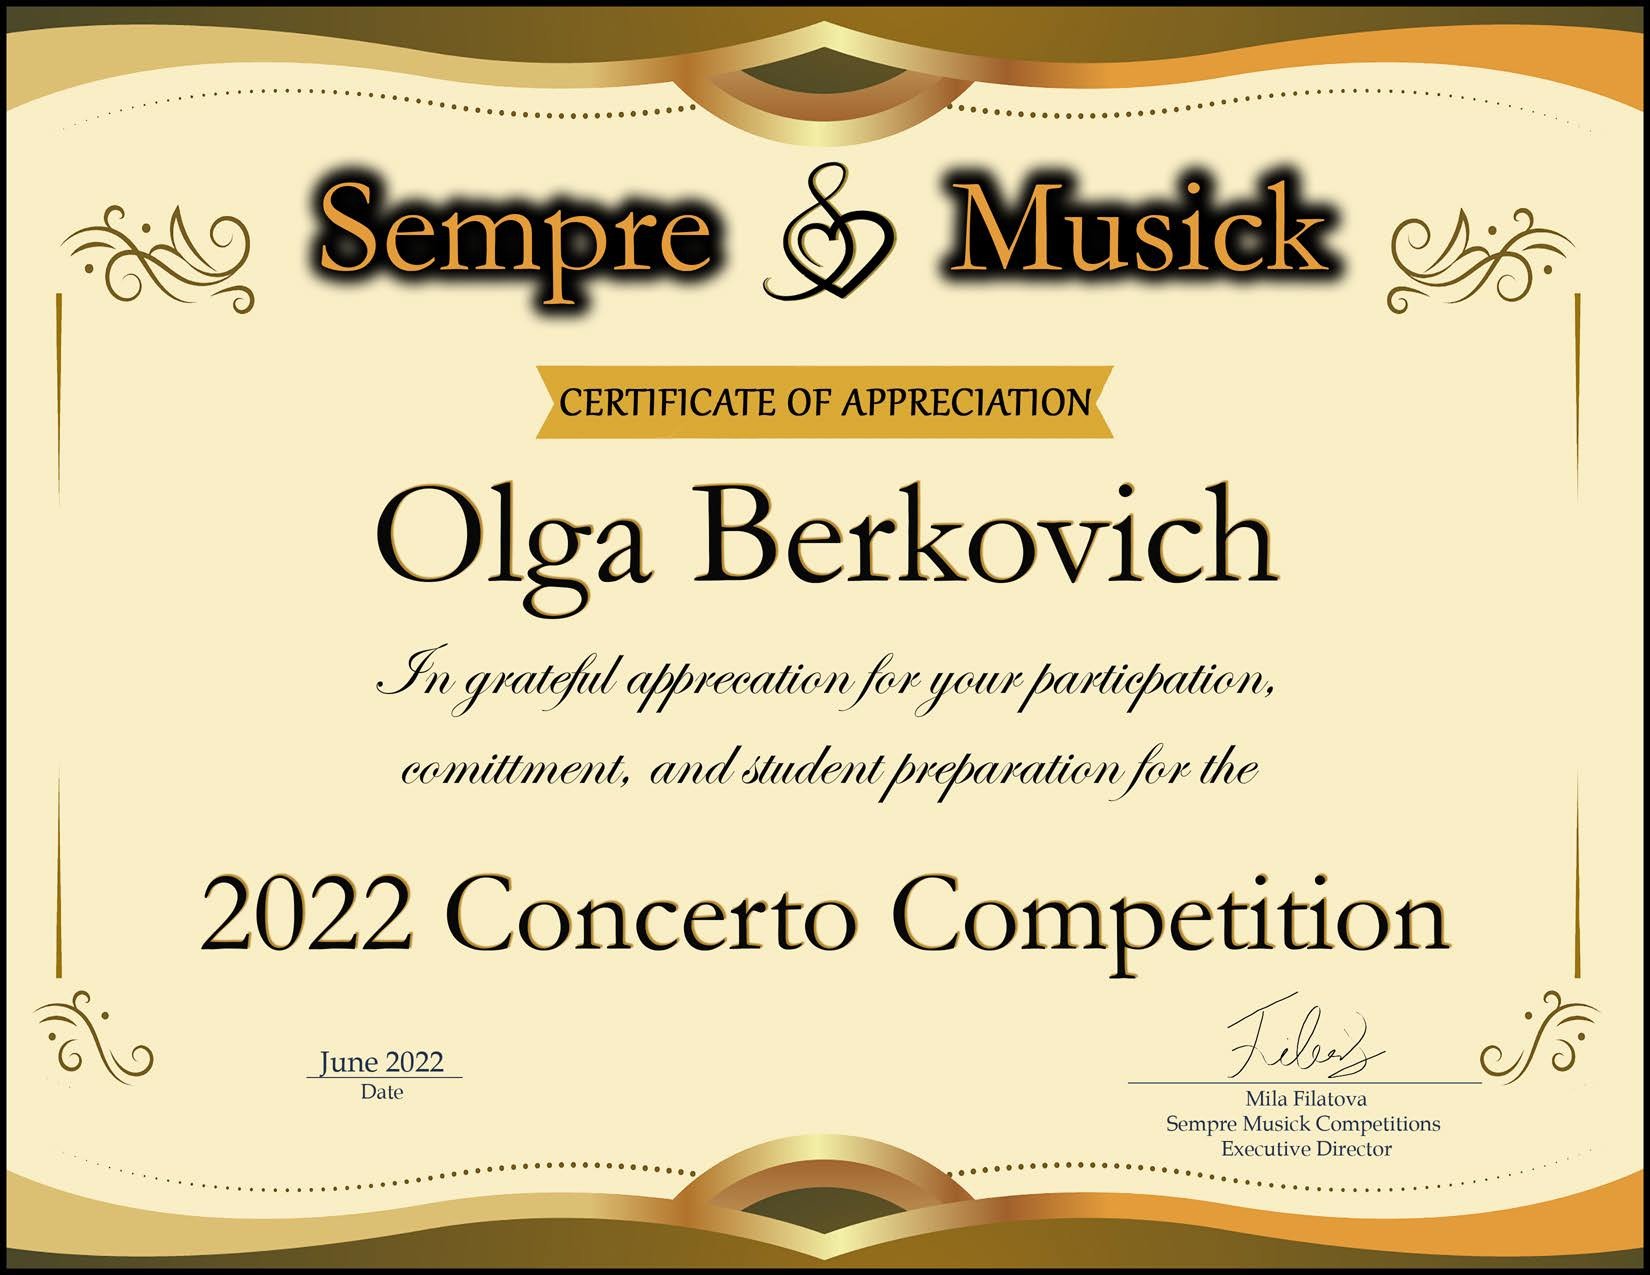 Sempre Musick
CERTIFICATE OF APPRECIATION
Olga Berkovich
In grateful apprecation for your particpation,
comittment, and student preparation for the
2022 Concerto Competition
June 2022
Date
Mila Filatova
Sempre Musick Competitions
Executive Director